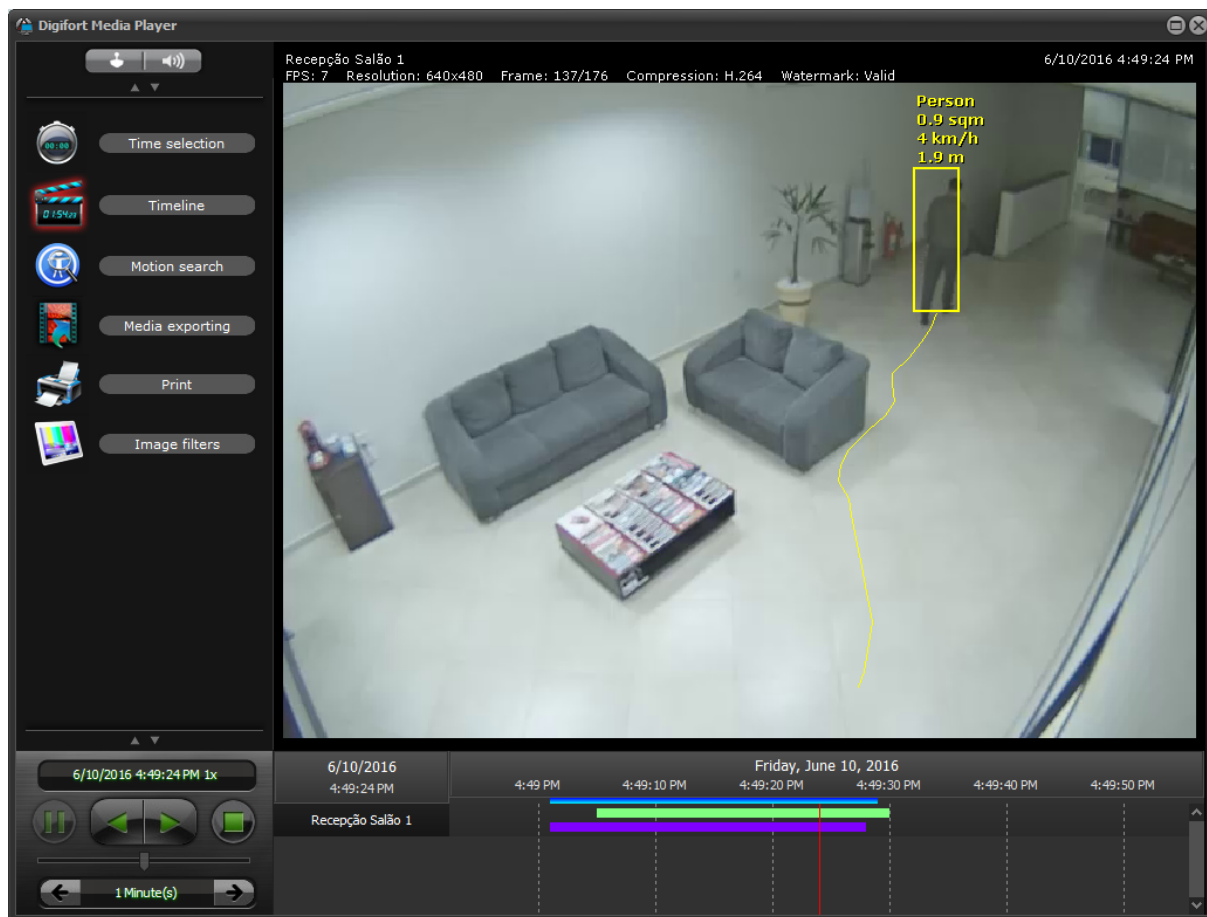 Digifort Media Player
Recepção Salão 1
6/10/2016 4:49:24 PM
FPS: 7 Resolution: 640x480 Frame: 137/176 Compression: H.264 Watermark: Valid
Person
0.9 sqm
4 km/h
1.9 m
00:00
Time selection
Timeline
Motion search
Media exporting
Print
Image filters
6/10/2016 4:49:24 PM 1x
1 Minute(s)
6/10/2016
4:49:24 PM
Friday, June 10, 2016
4:49 PM 4:49:10 PM 4:49:20 PM 4:49:30 PM 4:49:40 PM 4:49:50 PM
Recepção Salão 1